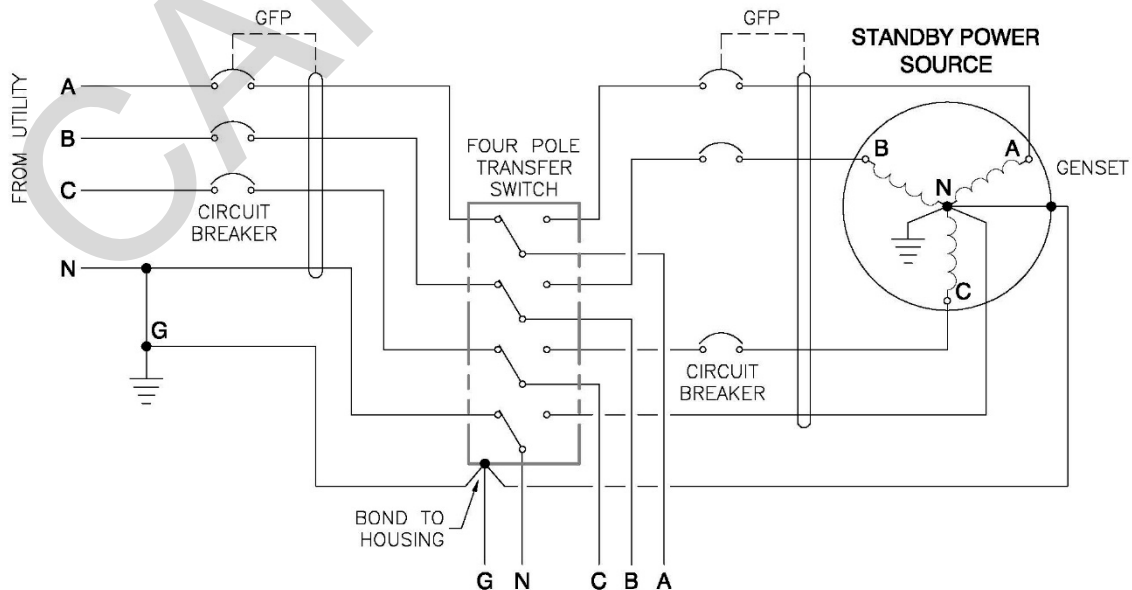 GFP
GFP
STANDBY POWER
SOURCE
FROM UTILITY
A
B
C
CIRCUIT
BREAKER
N
G
FOUR POLE
TRANSFER
SWITCH
B
A
N
C
GENSET
CIRCUIT
BREAKER
BOND TO
HOUSING
G N C B A